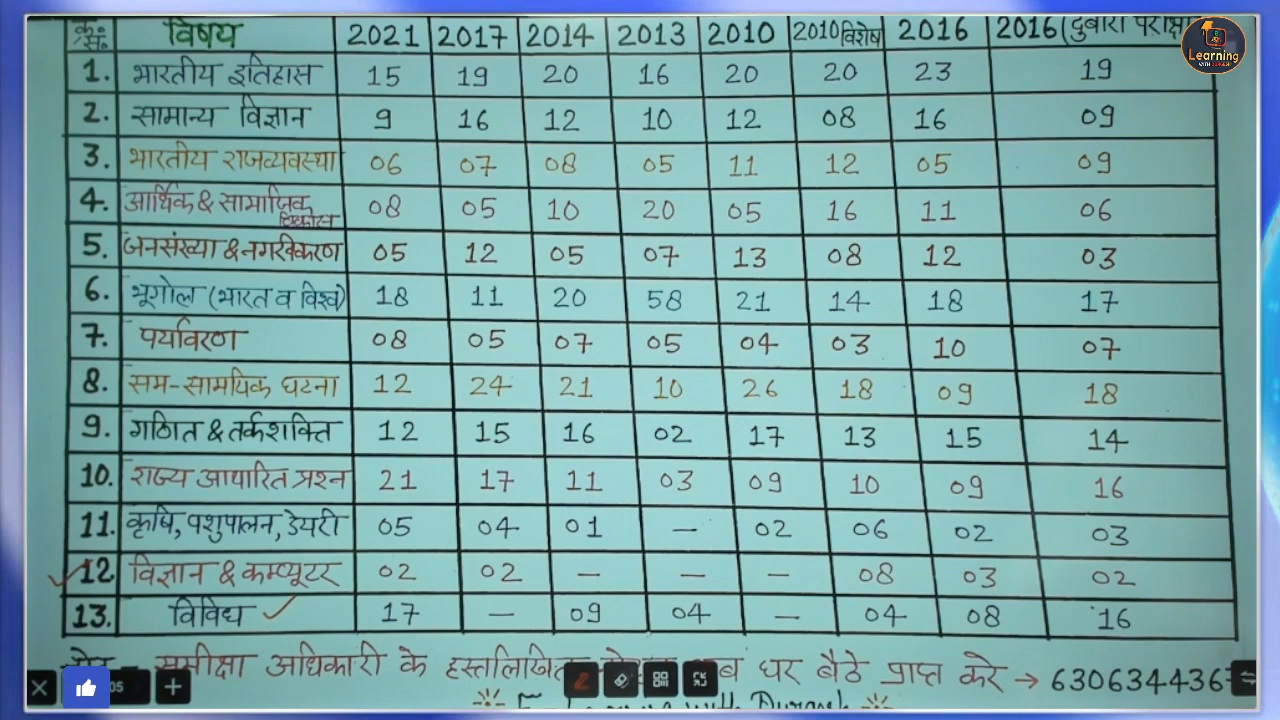 क्र. सं. विषय 2021 2017 2014 2013 2010 2010 विशेष 2016 2016 (दुबारा परीक्षा
1. भारतीय इतिहास 15 19 20 16 20 20 23 19
2. सामान्य विज्ञान 9 16 12 10 12 08 16 09
3. भारतीय राजव्यवस्था 06 07 08 05 11 12 05 09
4. आर्थिक & सामाजिक विकास 08 05 10 20 05 16 11 06
5. जनसंख्या & नगरीकरण 05 12 05 07 13 08 12 03
6. भूगोल (भारत व विश्व) 18 11 20 58 21 14 18 17
7. पर्यावरण 08 05 07 05 04 03 10 07
8. सम-सामयिक घटना 12 24 21 10 26 18 09 18
9. गणित & तर्कशक्ति 12 15 16 02 17 13 15 14
10. राज्य आधारित प्रश्न 21 17 11 03 09 10 09 16
11. कृषि, पशुपालन, डेयरी 05 04 01 — 02 06 02 03
12. विज्ञान & कम्प्यूटर 02 02 — — — 08 03 02
13. विविध 17 — 09 04 — 04 08 16
समीक्षा अधिकारी के हस्तलिखित घर बैठे प्राप्त करे → 630634436
Learning
WITH DURGESH
05